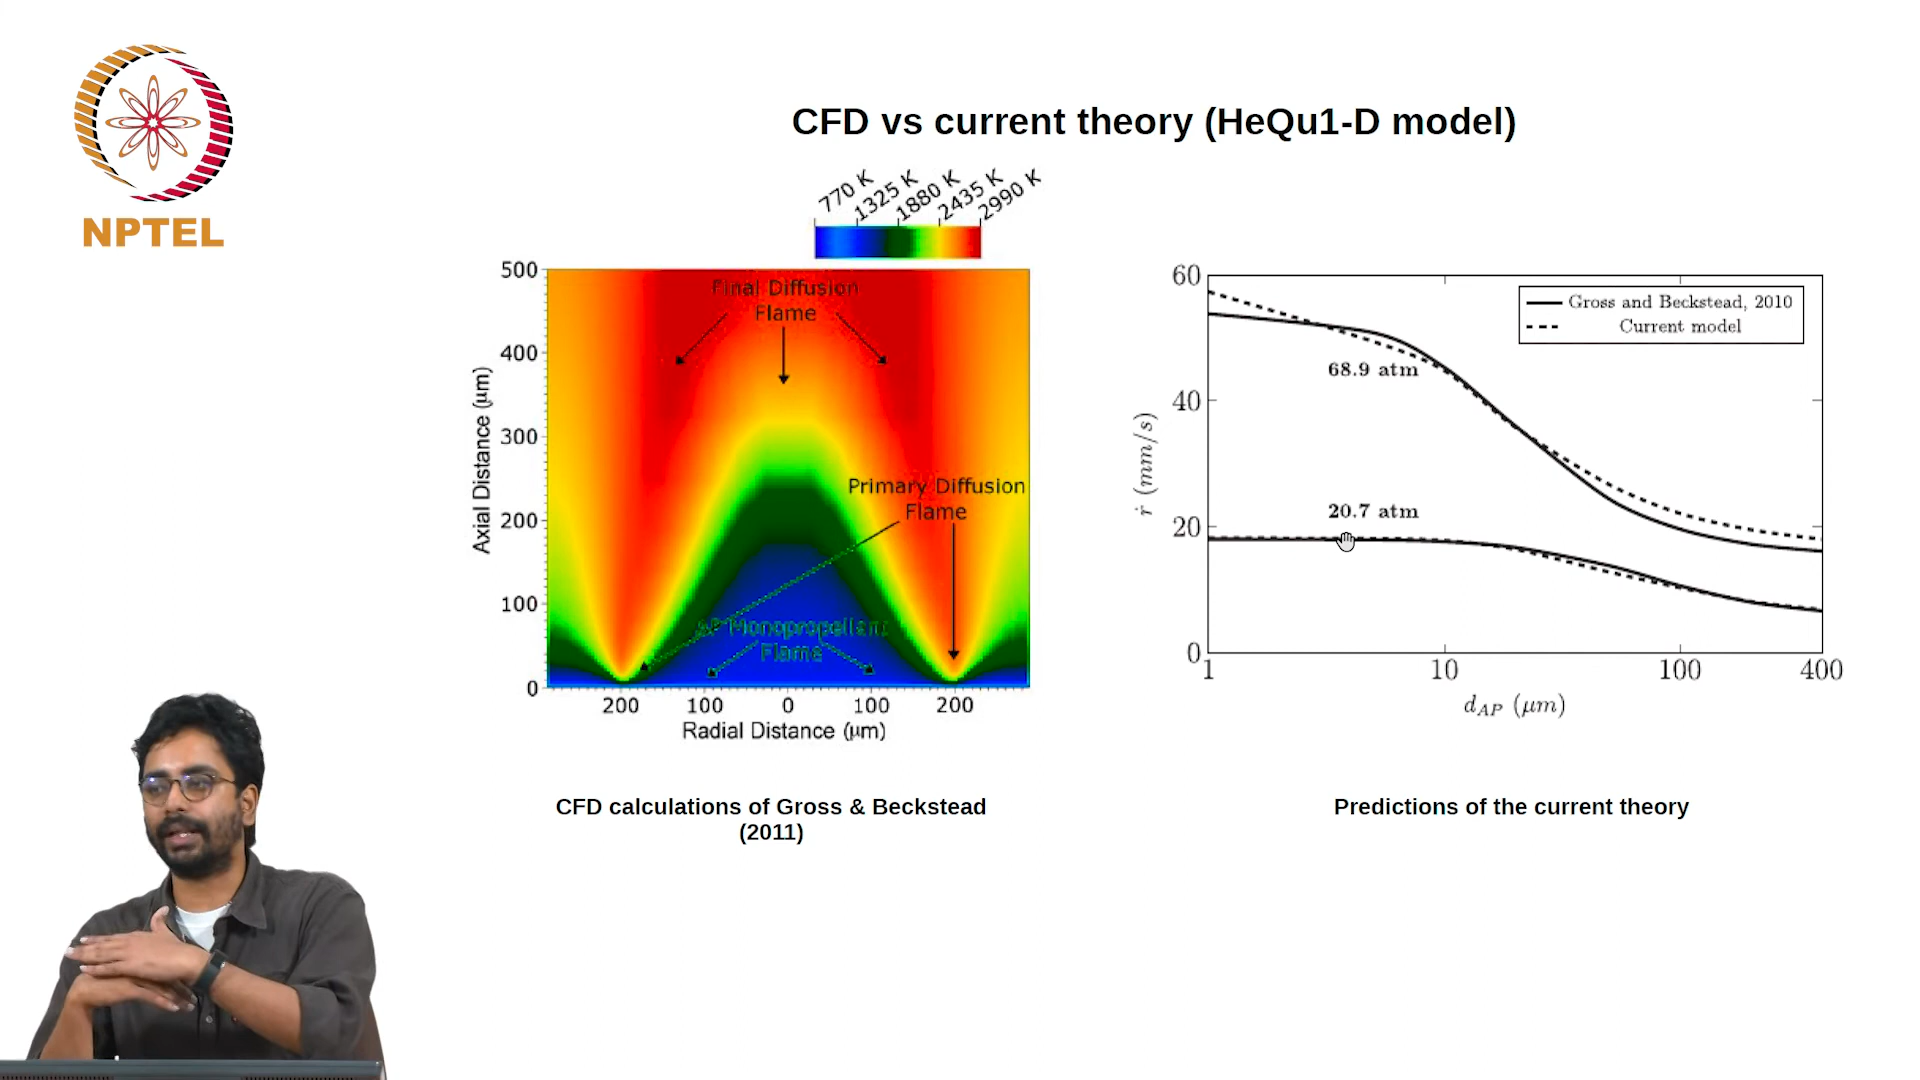 NPTEL
CFD vs current theory (HeQu1-D model)
770 K
1325 K
1880 K
2435 K
2990 K
500
400
300
200
100
0
Axial Distance (μm)
Final Diffusion
Flame
Primary Diffusion
Flame
AP Monopropellant
Flame
200 100 0 100 200
Radial Distance (μm)
CFD calculations of Gross & Beckstead
(2011)
60
40
20
0
ṙ (mm/s)
Gross and Beckstead, 2010
Current model
68.9 atm
20.7 atm
1 10 100 400
d_AP (μm)
Predictions of the current theory